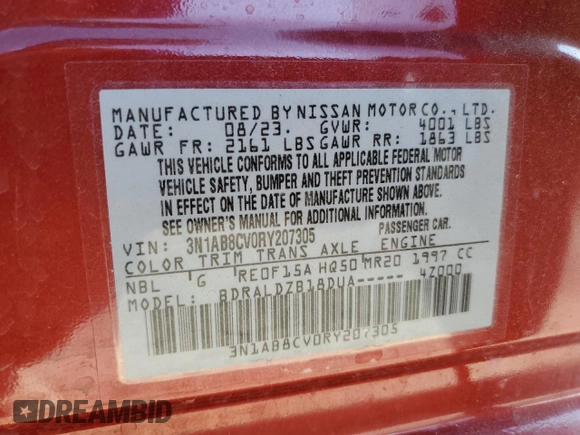 MANUFACTURED BY NISSAN MOTOR CO., LTD.
DATE: 08/23. GVWR: 4001 LBS
GAWR FR: 2161 LBS GAWR RR: 1863 LBS
THIS VEHICLE CONFORMS TO ALL APPLICABLE FEDERAL MOTOR
VEHICLE SAFETY, BUMPER AND THEFT PREVENTION STANDARDS
IN EFFECT ON THE DATE OF MANUFACTURE SHOWN ABOVE.
SEE OWNER'S MANUAL FOR ADDITIONAL INFORMATION.
VIN: 3N1AB8CV0RY207305 PASSENGER CAR.
COLOR TRIM TRANS AXLE ENGINE
NBL G RE0F15A HQ50 MR20 1997 CC
BDRALDZB18DUA----- 4Z000
3N1AB8CV0RY207305
DREAMBID